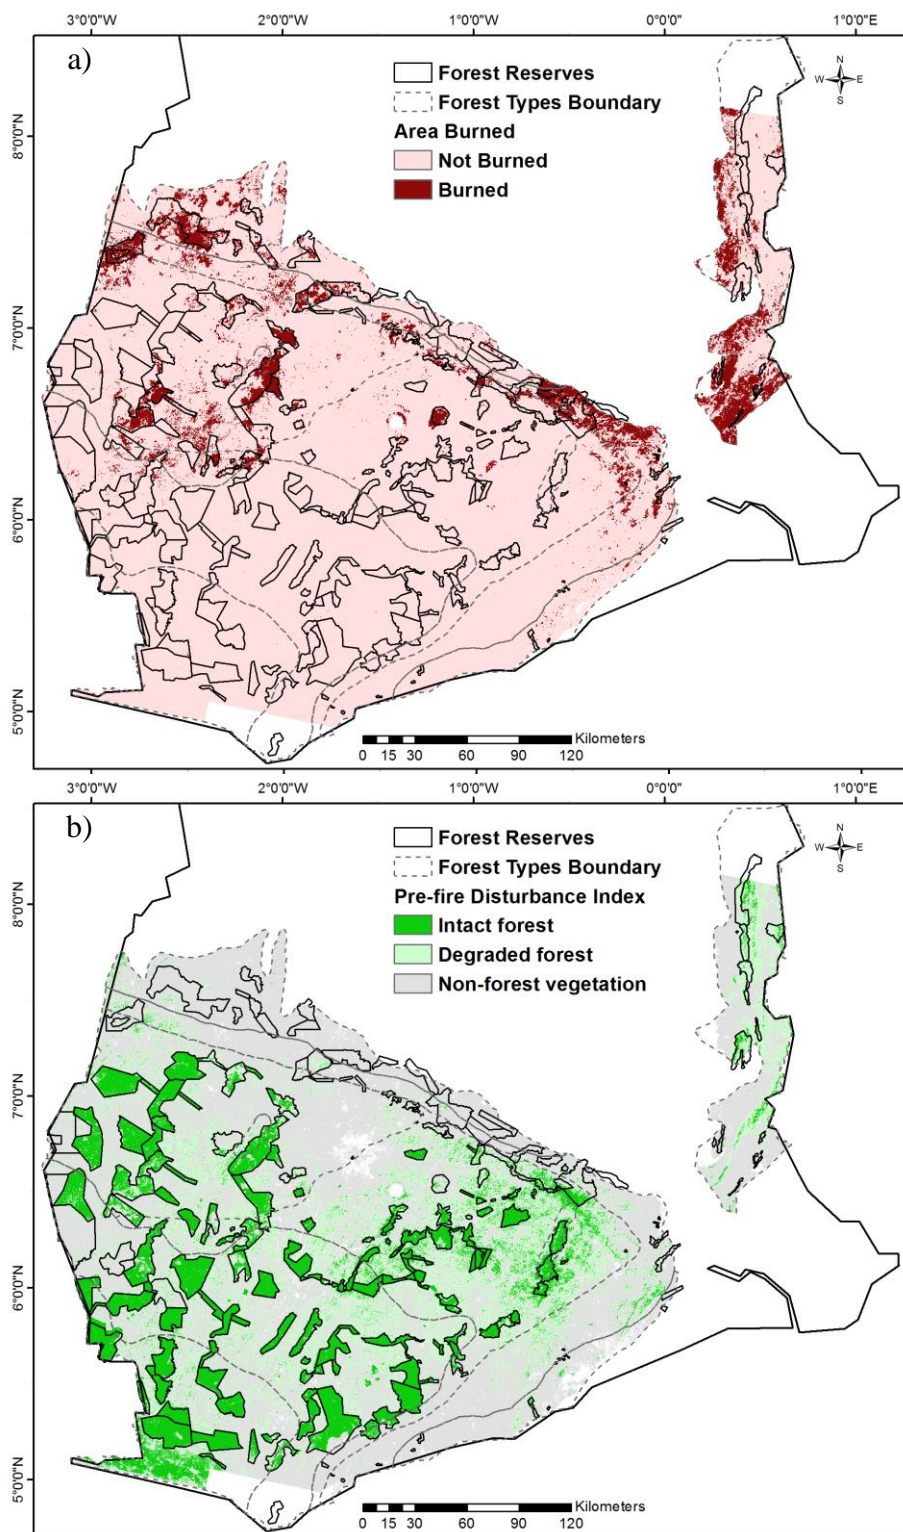 3°0'0"W 2°0'0"W 1°0'0"W 0°0'0" 1°0'0"E
a)
N
W E
S
Forest Reserves
Forest Types Boundary
Area Burned
Not Burned
Burned
8°0'0"N
7°0'0"N
6°0'0"N
5°0'0"N
Kilometers
0 15 30 60 90 120
3°0'0"W 2°0'0"W 1°0'0"W 0°0'0" 1°0'0"E
b)
N
W E
S
Forest Reserves
Forest Types Boundary
Pre-fire Disturbance Index
Intact forest
Degraded forest
Non-forest vegetation
8°0'0"N
7°0'0"N
6°0'0"N
5°0'0"N
Kilometers
0 15 30 60 90 120